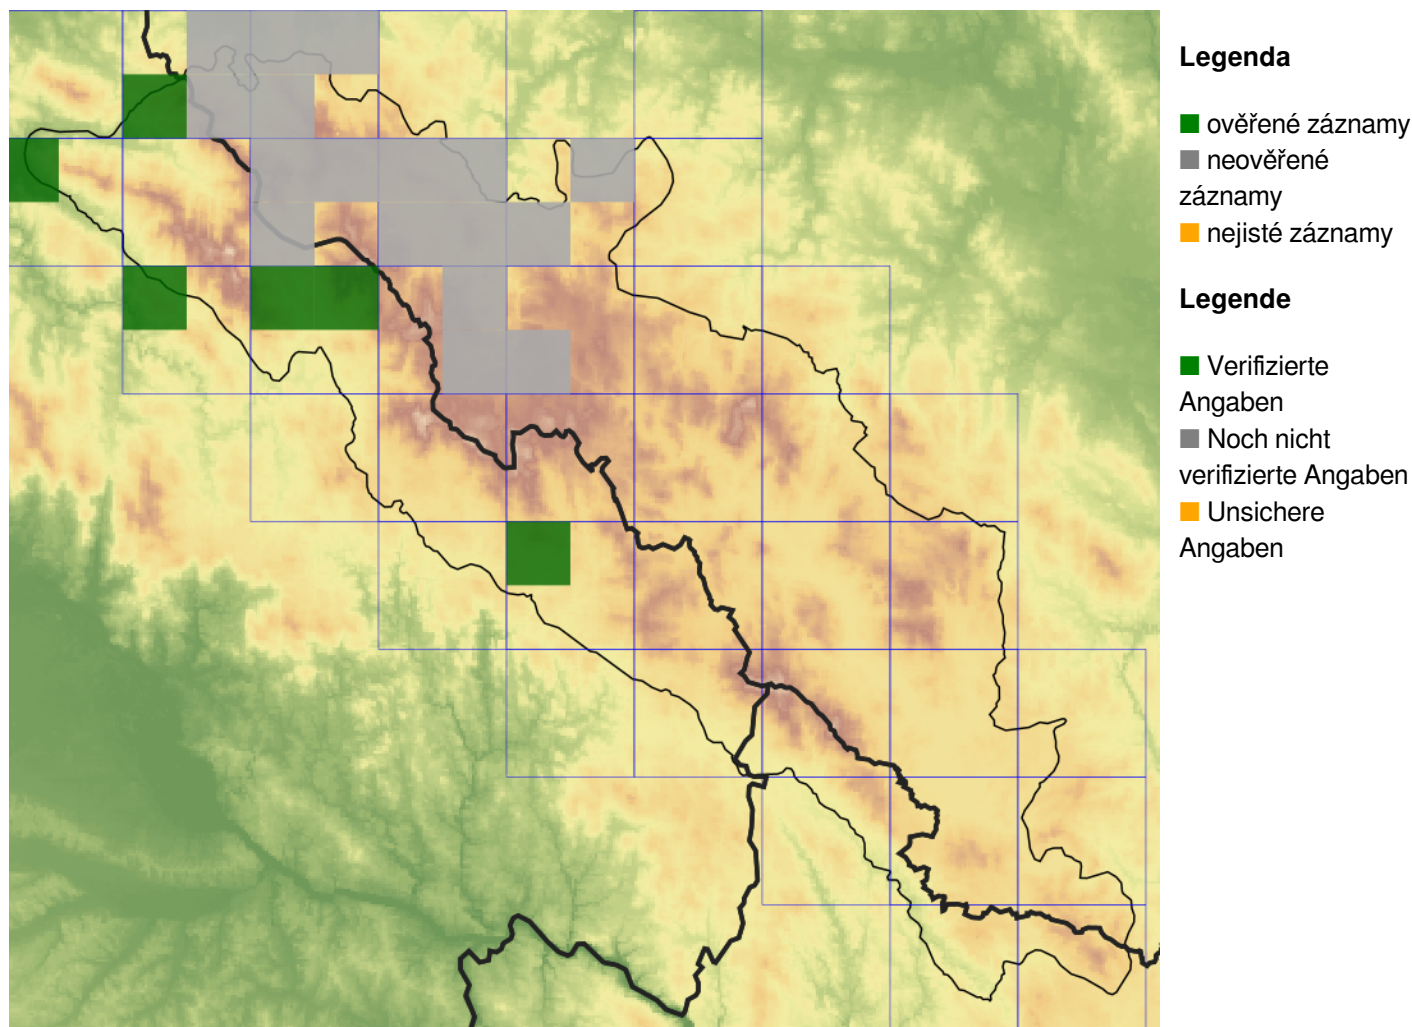 Legenda
ověřené záznamy
neověřené
záznamy
nejisté záznamy
Legende
Verifizierte
Angaben
Noch nicht
verifizierte Angaben
Unsichere
Angaben